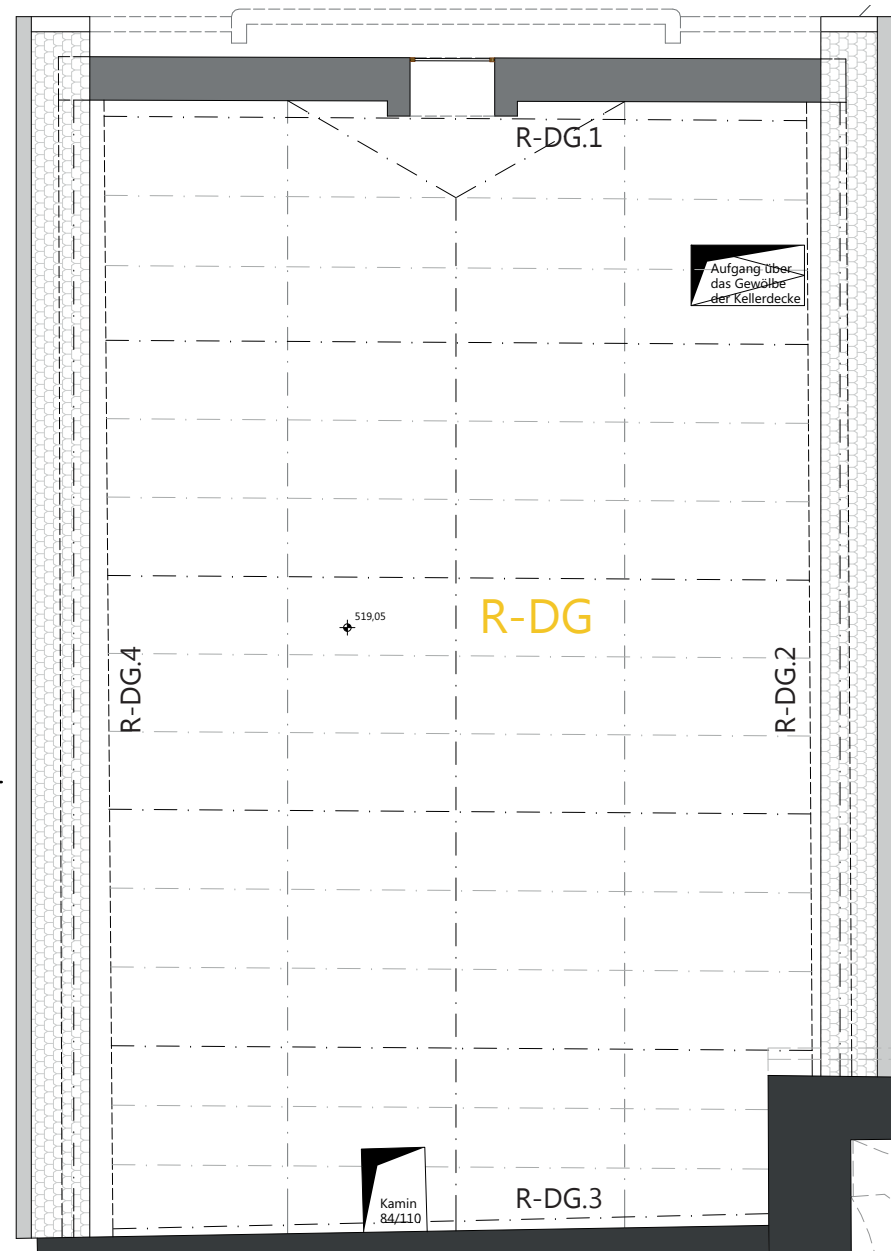 R-DG.1
Aufgang über
das Gewölbe
der Kellerdecke
519,05
R-DG
R-DG.4
R-DG.2
Kamin
84/110
R-DG.3